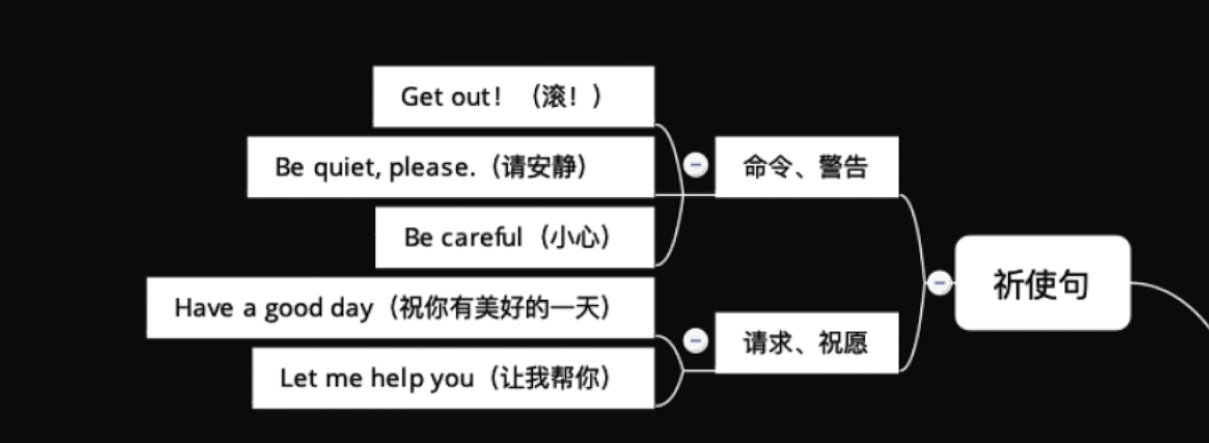 Get out! （滚！）
Be quiet, please.（请安静）
命令、警告
Be careful（小心）
祈使句
Have a good day（祝你有美好的一天）
请求、祝愿
Let me help you（让我帮你）